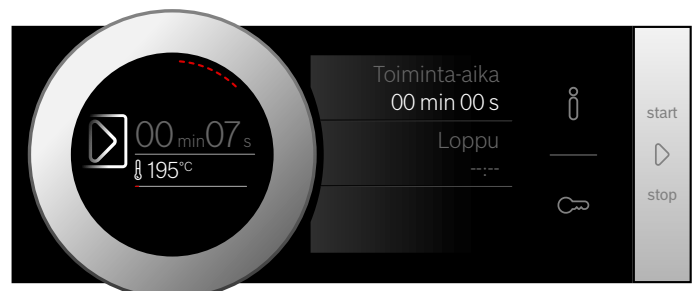 00 min 07 s
195°C
Toiminta-aika
00 min 00 s
Loppu
--:--
start
stop